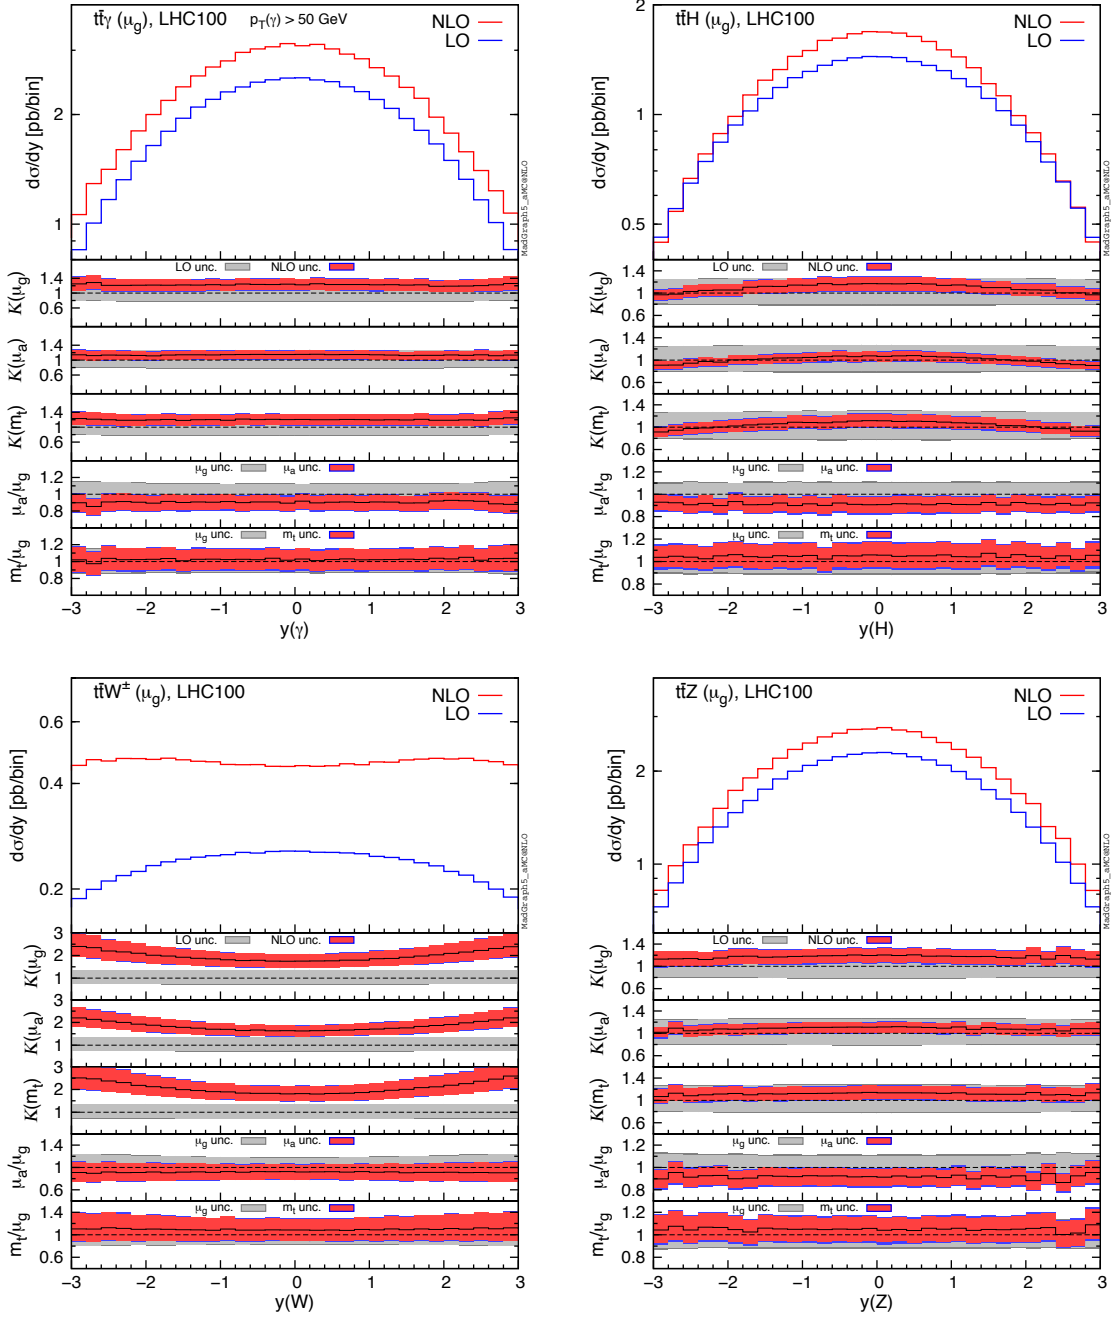 tt̄γ (μg), LHC100 pT(γ) > 50 GeV
NLO
LO
2
1
dσ/dy [pb/bin]
MadGraph5_aMC@NLO
LO unc. NLO unc.
1.4
1
0.6
K(μg)
1.4
1
0.6
K(μa)
1.4
1
0.6
K(mt)
μg unc. μa unc.
1.2
1
0.8
μa/μg
μg unc. mt unc.
1.2
1
0.8
mt/μg
−3 −2 −1 0 1 2 3
y(γ)
tt̄H (μg), LHC100
NLO
LO
2
1
0.5
dσ/dy [pb/bin]
MadGraph5_aMC@NLO
LO unc. NLO unc.
1.4
1
0.6
K(μg)
1.4
1
0.6
K(μa)
1.4
1
0.6
K(mt)
μg unc. μa unc.
1.2
1
0.8
μa/μg
μg unc. mt unc.
1.2
1
0.8
mt/μg
−3 −2 −1 0 1 2 3
y(H)
tt̄W± (μg), LHC100
NLO
LO
0.6
0.4
0.2
dσ/dy [pb/bin]
MadGraph5_aMC@NLO
LO unc. NLO unc.
3
2
1
K(μg)
3
2
1
K(μa)
3
2
1
K(mt)
μg unc. μa unc.
1.4
1
0.6
μa/μg
μg unc. mt unc.
1.4
1
0.6
mt/μg
−3 −2 −1 0 1 2 3
y(W)
tt̄Z (μg), LHC100
NLO
LO
2
1
dσ/dy [pb/bin]
MadGraph5_aMC@NLO
LO unc. NLO unc.
1.4
1
0.6
K(μg)
1.4
1
0.6
K(μa)
1.4
1
0.6
K(mt)
μg unc. μa unc.
1.2
1
0.8
μa/μg
μg unc. mt unc.
1.2
1
0.8
mt/μg
−3 −2 −1 0 1 2 3
y(Z)